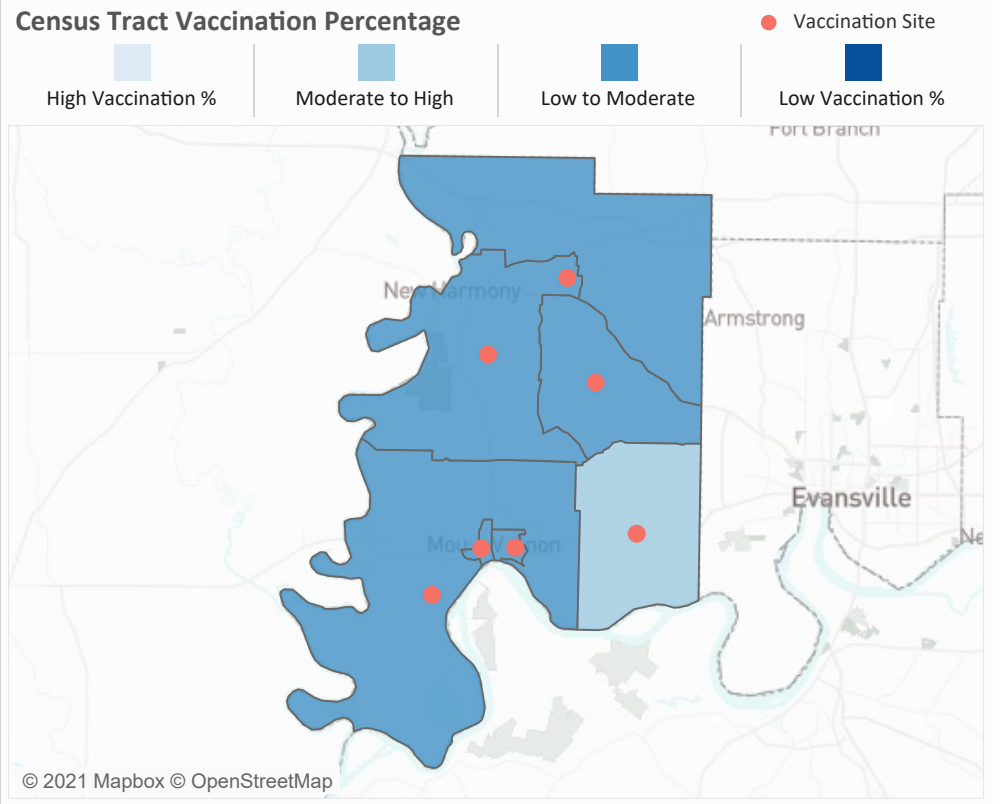 Census Tract Vaccination Percentage
Vaccination Site
High Vaccination %
Moderate to High
Low to Moderate
Low Vaccination %
Fort Branch
New Harmony
Armstrong
Evansville
Ne
Mount Vernon
© 2021 Mapbox © OpenStreetMap